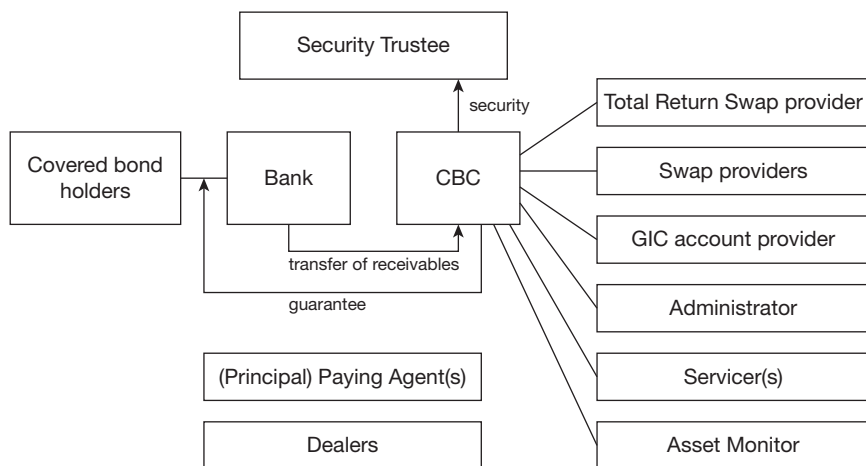 Security Trustee
security
Total Return Swap provider
Covered bond
holders
Bank
CBC
Swap providers
GIC account provider
transfer of receivables
guarantee
Administrator
(Principal) Paying Agent(s)
Servicer(s)
Dealers
Asset Monitor